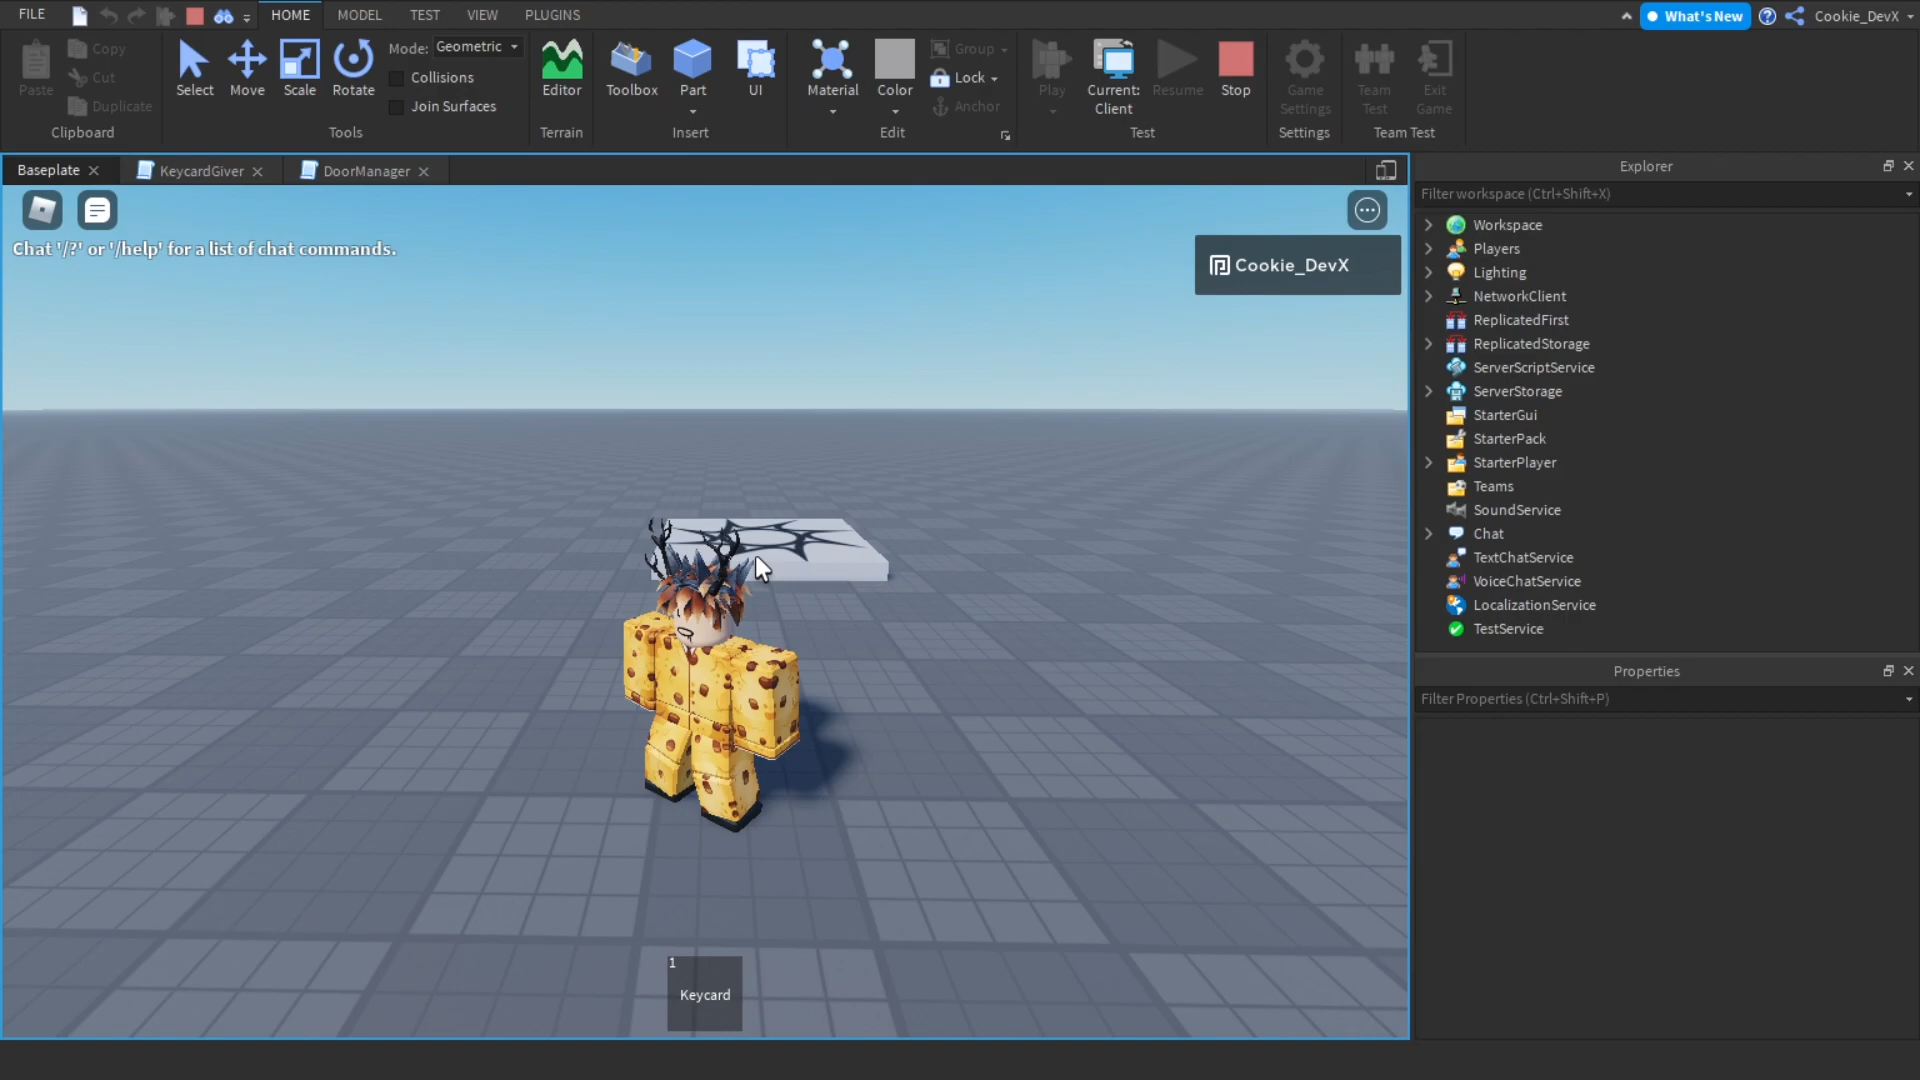 FILE HOME MODEL TEST VIEW PLUGINS What's New Cookie_DevX
Paste Copy Cut Duplicate
Clipboard
Select Move Scale Rotate Mode: Geometric
Collisions
Join Surfaces
Tools
Editor
Terrain
Toolbox Part UI
Insert
Material Color Group
Lock
Anchor
Edit
Play Current: Client Resume Stop
Test
Game Settings
Settings
Team Test Exit Game
Team Test
Baseplate KeycardGiver DoorManager
Chat '/?' or '/help' for a list of chat commands.
Cookie_DevX
1
Keycard
Explorer
Filter workspace (Ctrl+Shift+X)
Workspace
Players
Lighting
NetworkClient
ReplicatedFirst
ReplicatedStorage
ServerScriptService
ServerStorage
StarterGui
StarterPack
StarterPlayer
Teams
SoundService
Chat
TextChatService
VoiceChatService
LocalizationService
TestService
Properties
Filter Properties (Ctrl+Shift+P)